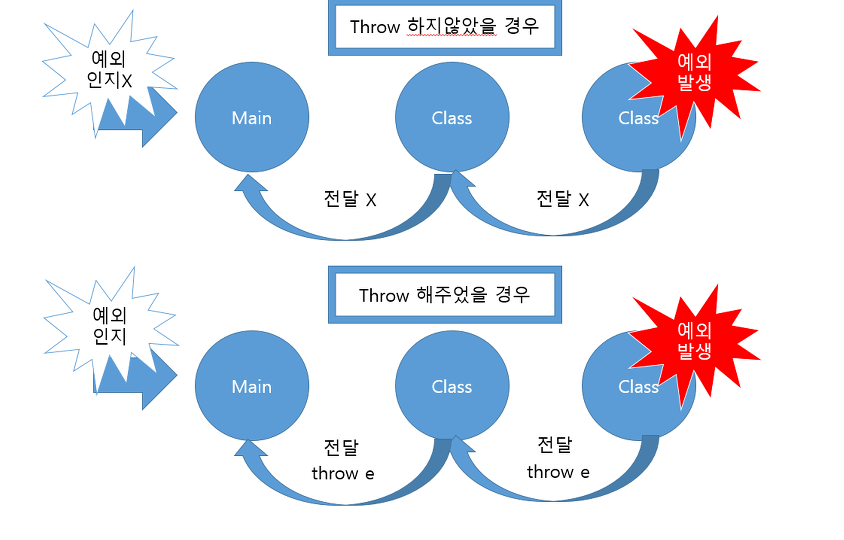 Throw 하지않았을 경우
예외
인지X
예외
발생
Main
Class
Class
전달 X
전달 X
Throw 해주었을 경우
예외
인지
예외
발생
Main
Class
Class
전달
throw e
전달
throw e